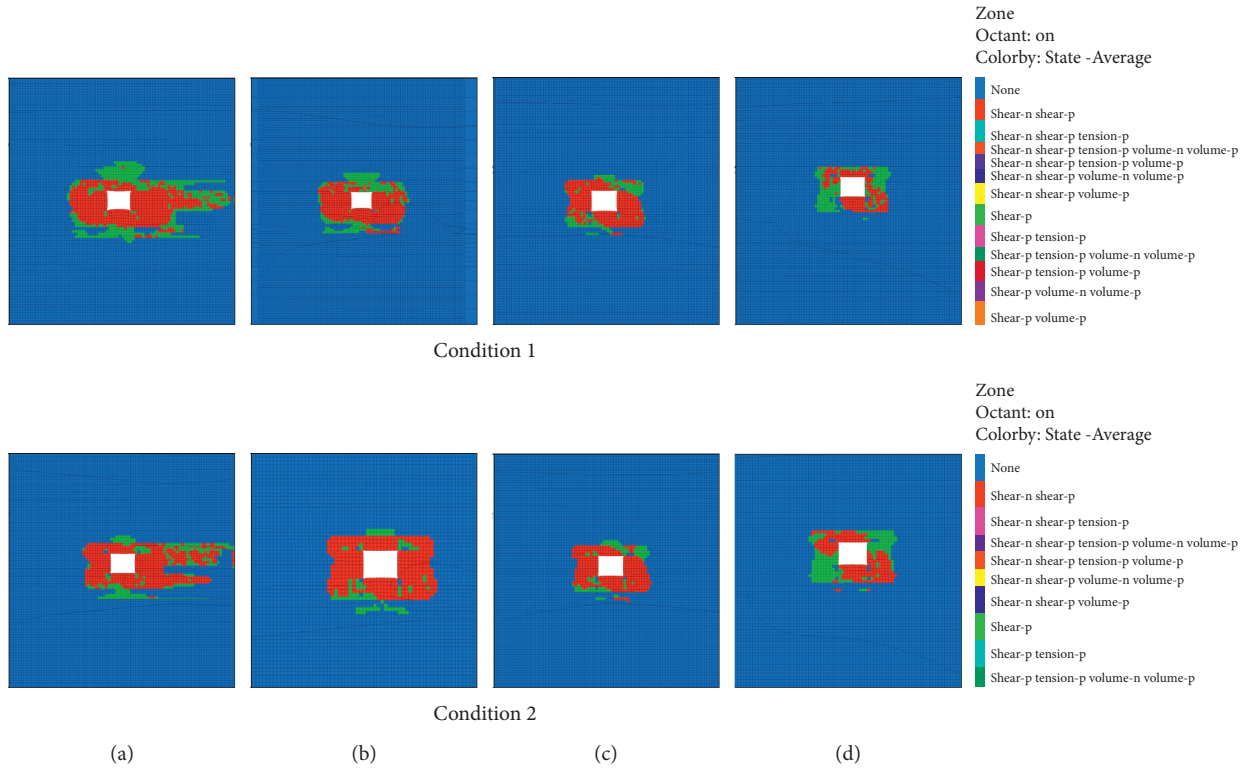 Zone
Octant: on
Colorby: State -Average
None
Shear-n shear-p
Shear-n shear-p tension-p
Shear-n shear-p tension-p volume-n volume-p
Shear-n shear-p tension-p volume-p
Shear-n shear-p volume-n volume-p
Shear-n shear-p volume-p
Shear-p
Shear-p tension-p
Shear-p tension-p volume-n volume-p
Shear-p tension-p volume-p
Shear-p volume-n volume-p
Shear-p volume-p
Condition 1
Zone
Octant: on
Colorby: State -Average
None
Shear-n shear-p
Shear-n shear-p tension-p
Shear-n shear-p tension-p volume-n volume-p
Shear-n shear-p tension-p volume-p
Shear-n shear-p volume-n volume-p
Shear-n shear-p volume-p
Shear-p
Shear-p tension-p
Shear-p tension-p volume-n volume-p
Condition 2
(a) (b) (c) (d)